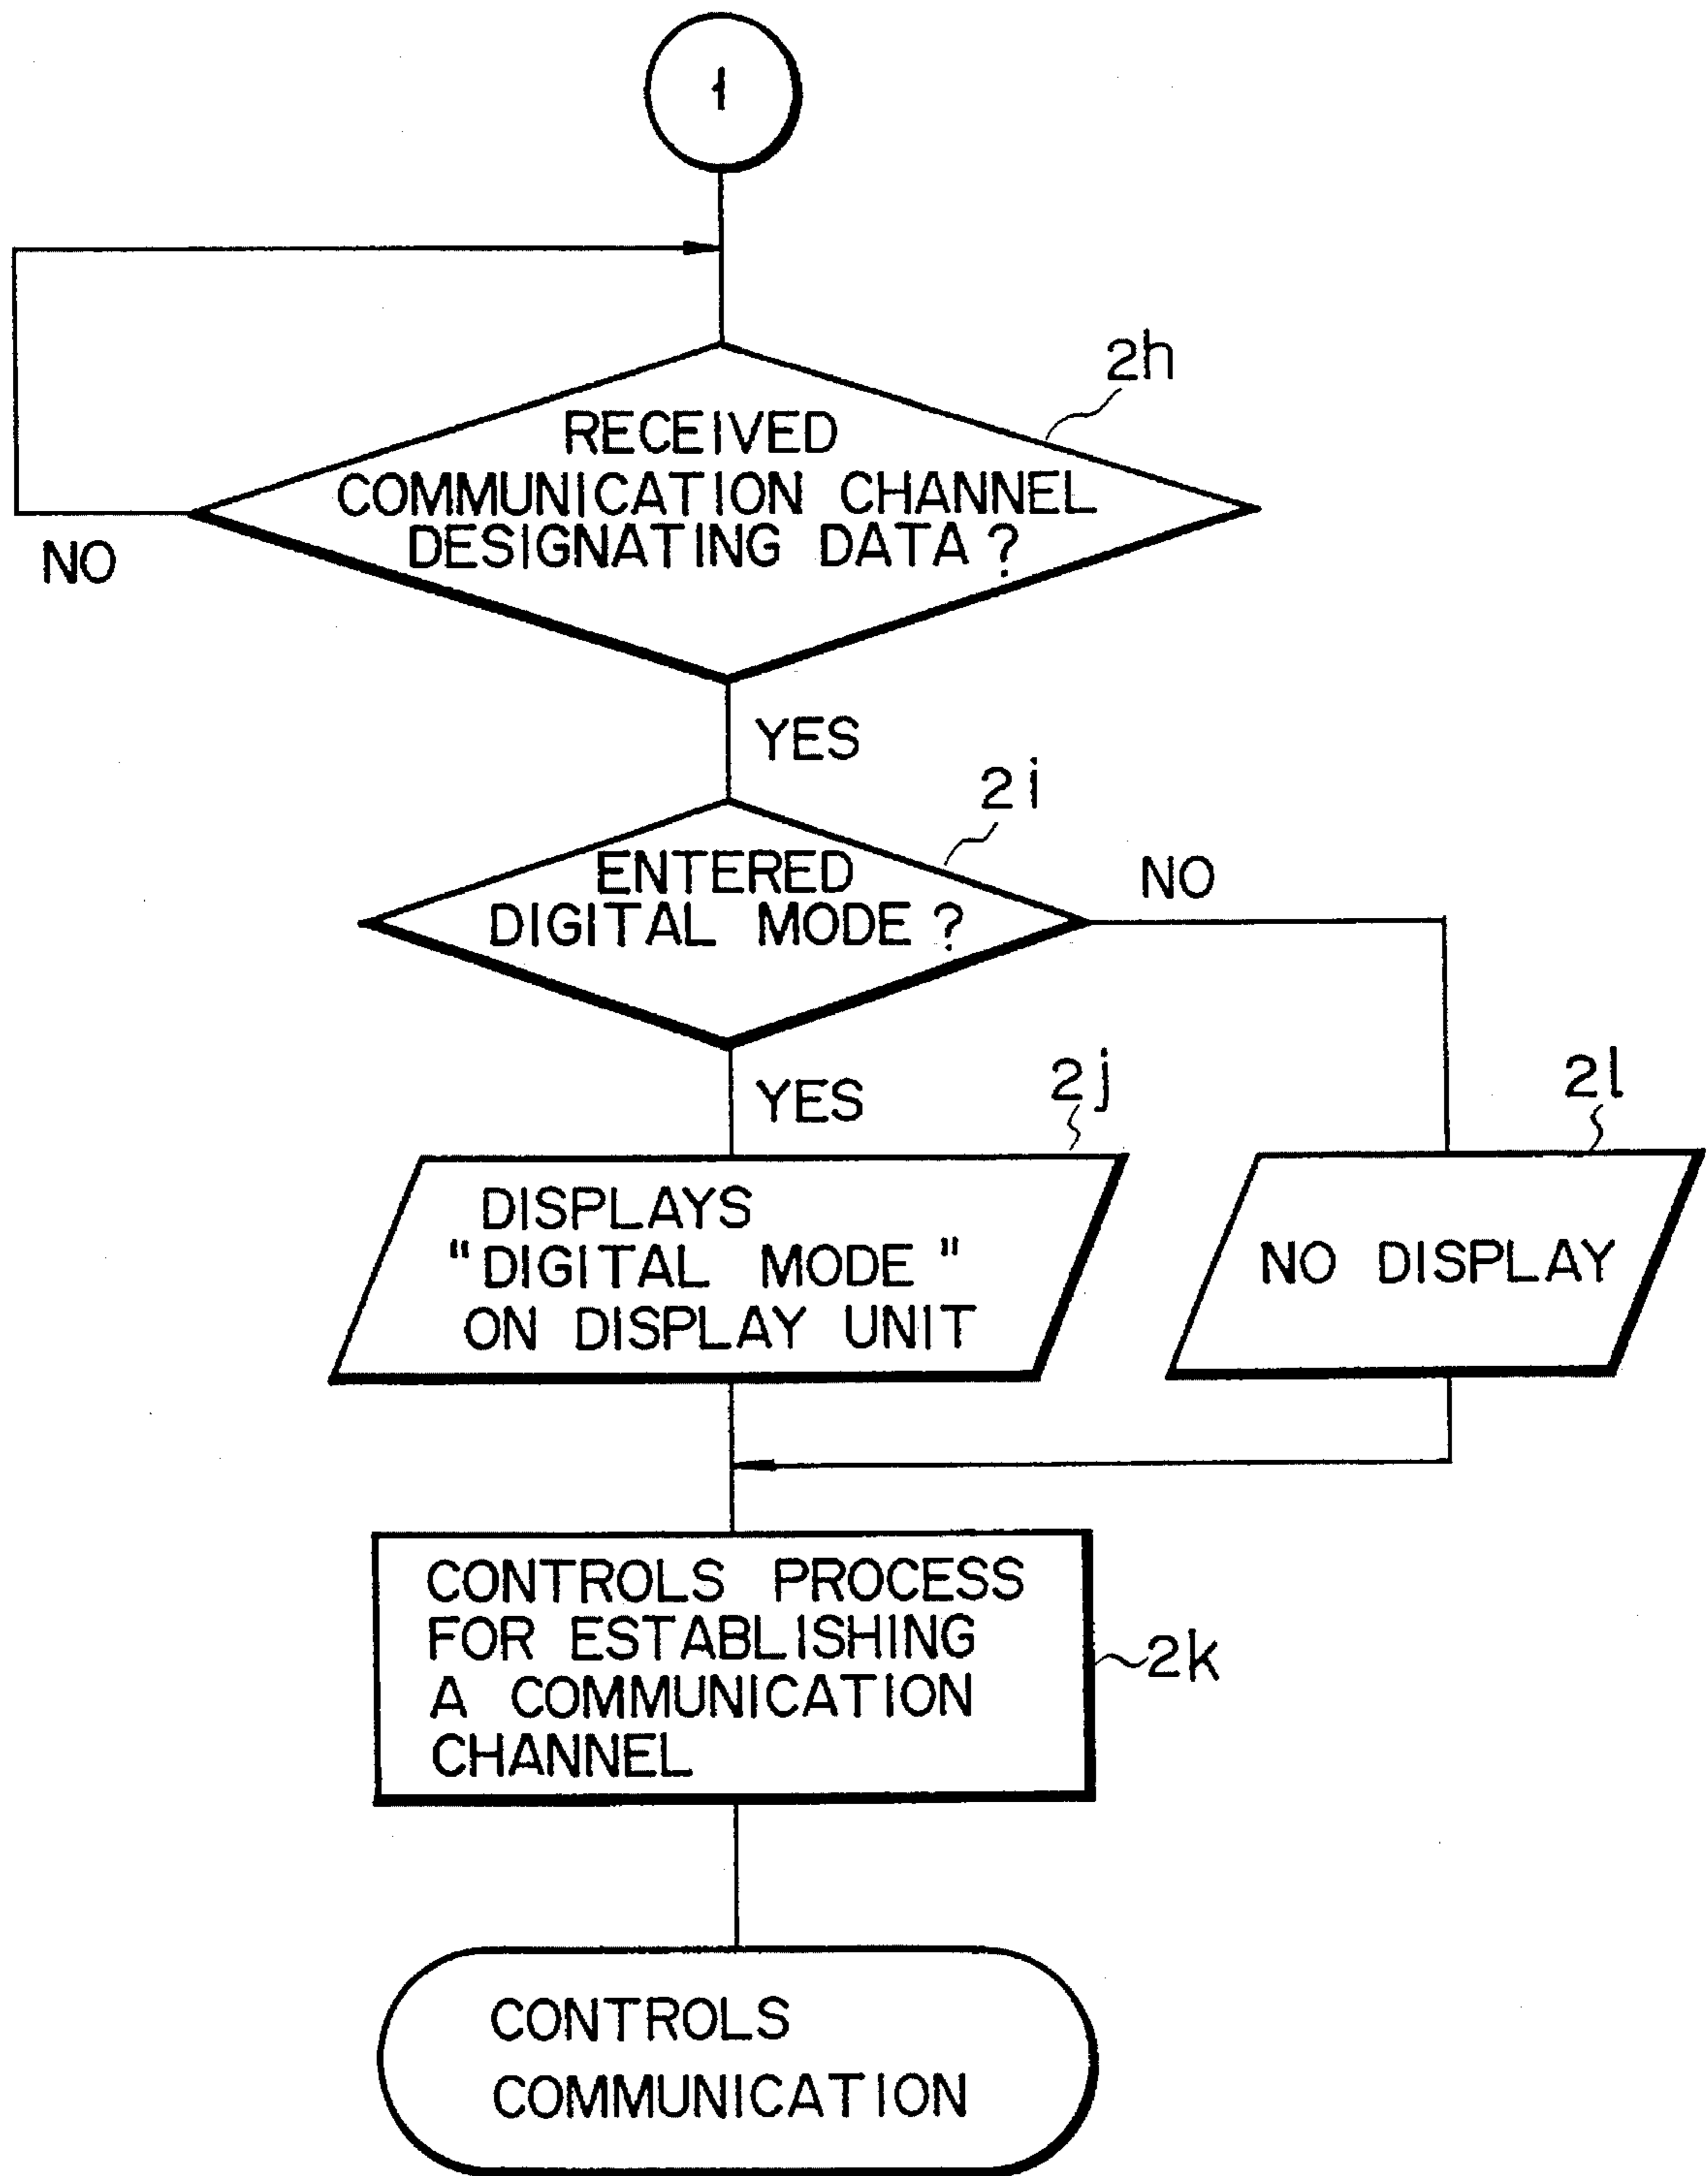 1
2h
RECEIVED
COMMUNICATION CHANNEL
DESIGNATING DATA ?
NO
YES
2i
ENTERED
DIGITAL MODE ?
NO
YES
2j
2l
DISPLAYS
"DIGITAL MODE"
ON DISPLAY UNIT
NO DISPLAY
CONTROLS PROCESS
FOR ESTABLISHING
A COMMUNICATION
CHANNEL
2k
CONTROLS
COMMUNICATION